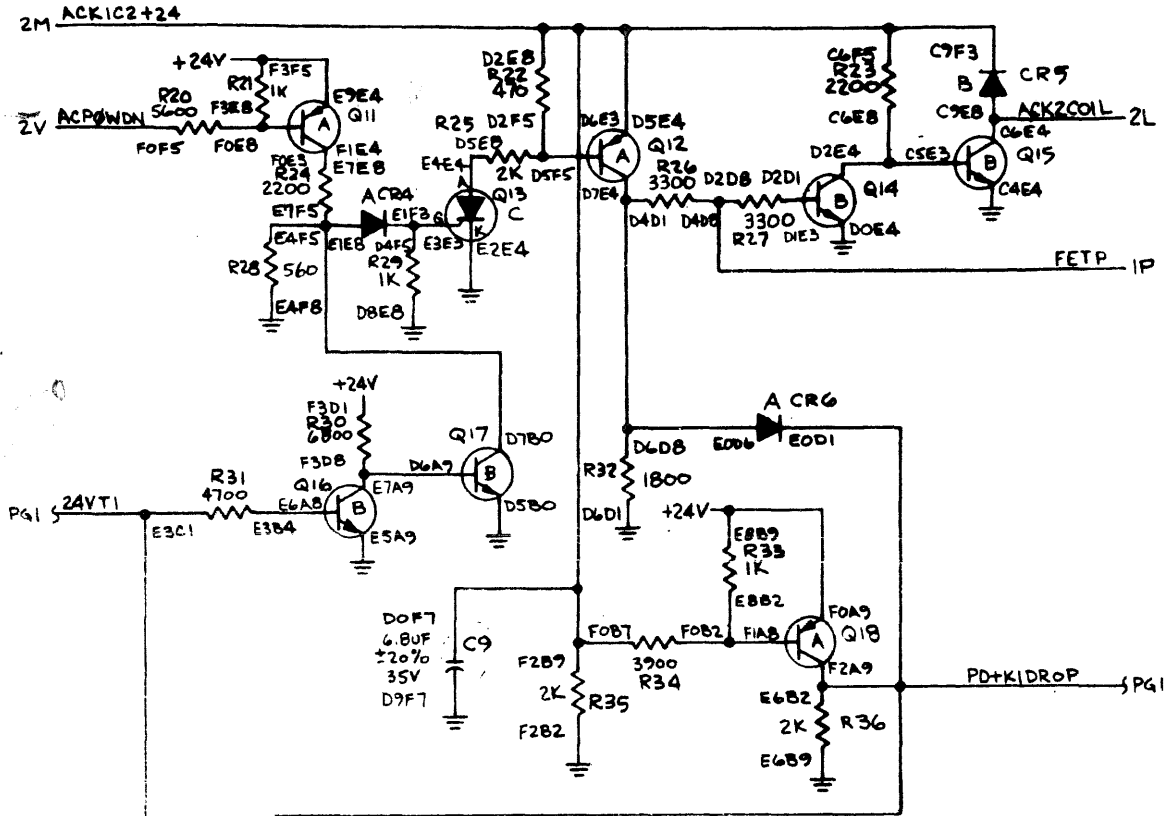 2M ACK1C2+24
+24V
F3F5
R21
1K
F3E8
E9E4
Q11
A
2V ACPØWDN
R20
5600
F0F5
F0E8
F1E4
E7E8
F0E3
R24
2200
E7F5
D2E8
R22
470
D2F5
R25
D5E8
2K
D5F5
E4E4
A
Q13
C
G
K
E2E4
A CR4
E1F3
E1E8
D4F5
E3E3
R29
1K
D8E8
E4F5
R28
560
E4F8
D6E3
D5E4
Q12
A
D7E4
R26
3300
D4D1
D4D8
D2D8
D2D1
3300
R27
D1E3
D2E4
Q14
B
D0E4
C6F5
R23
2200
C6E8
C5E3
C9F3
B
CR5
C9E8
ACK2COIL 2L
C6E4
Q15
B
C4E4
FETP 1P
+24V
F3D1
R30
6800
F3D8
Q17
D7B0
D6A9
B
D5B0
Q16
E7A9
B
E5A9
R31
4700
E6A8
E3B4
PG1 24VT1
E3C1
A CR6
E0D6
E0D1
D6D8
R32
1800
D6D1
+24V
E8B9
R33
1K
E8B2
F0A9
Q18
A
F1A8
F2A9
F0B7
F0B2
3900
R34
D0F7
6.8UF
±20%
35V
D9F7
C9
F2B9
2K
R35
F2B2
E6B2
2K
R36
E6B9
PD+K1DROP PG1